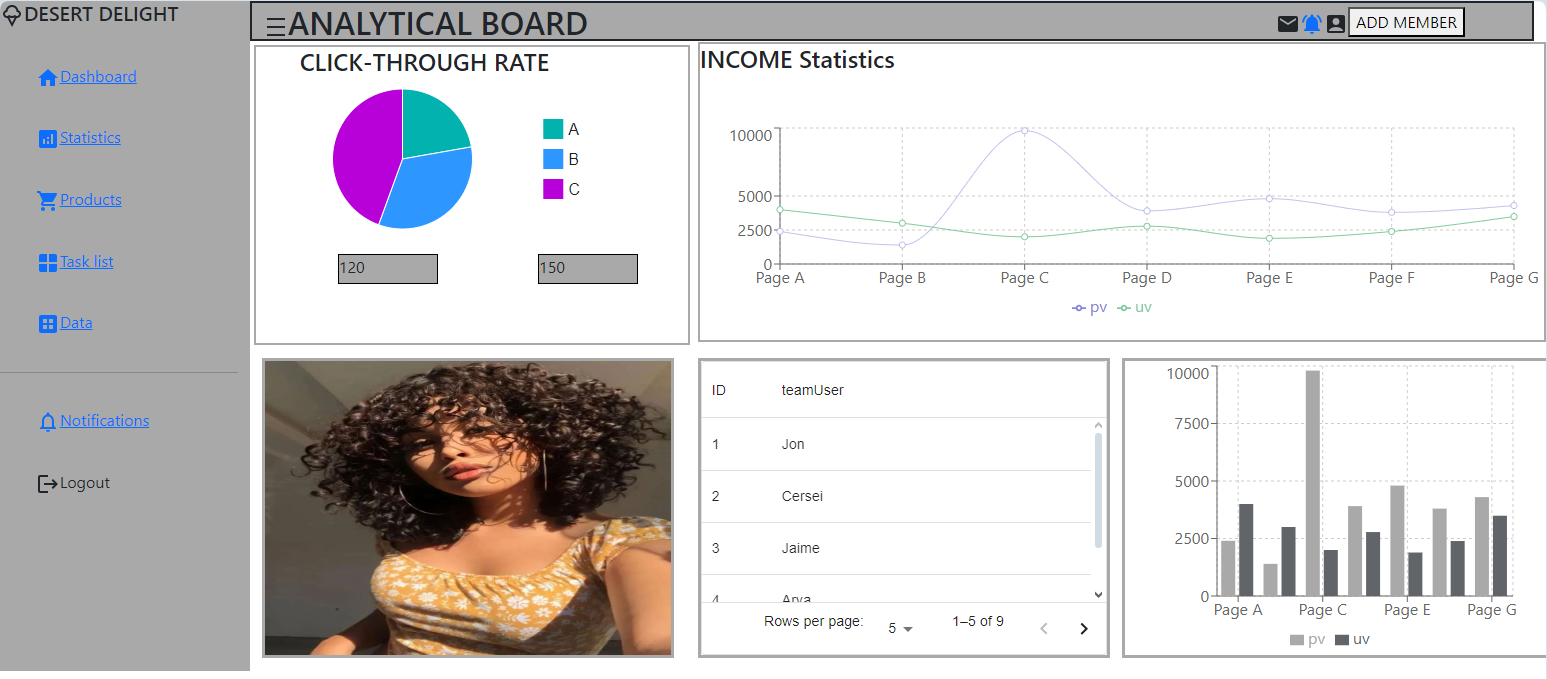 DESERT DELIGHT
ANALYTICAL BOARD
ADD MEMBER
Dashboard
Statistics
Products
Task list
Data
Notifications
Logout
CLICK-THROUGH RATE
A
B
C
120
150
INCOME Statistics
10000
5000
2500
0
Page A Page B Page C Page D Page E Page F Page G
pv uv
ID teamUser
1 Jon
2 Cersei
3 Jaime
4 Arya
Rows per page: 5 1–5 of 9
10000
7500
5000
2500
0
Page A Page C Page E Page G
pv uv